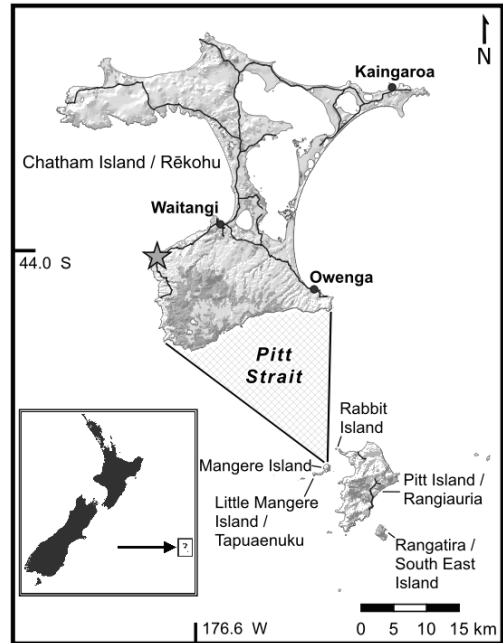 N
Kaingaroa
Chatham Island / Rēkohu
Waitangi
44.0 S
Owenga
Pitt
Strait
Rabbit
Island
Mangere Island
Little Mangere
Island /
Tapuaenuku
Pitt Island /
Rangiauria
Rangatira /
South East
Island
?
176.6 W
0 5 10 15 km